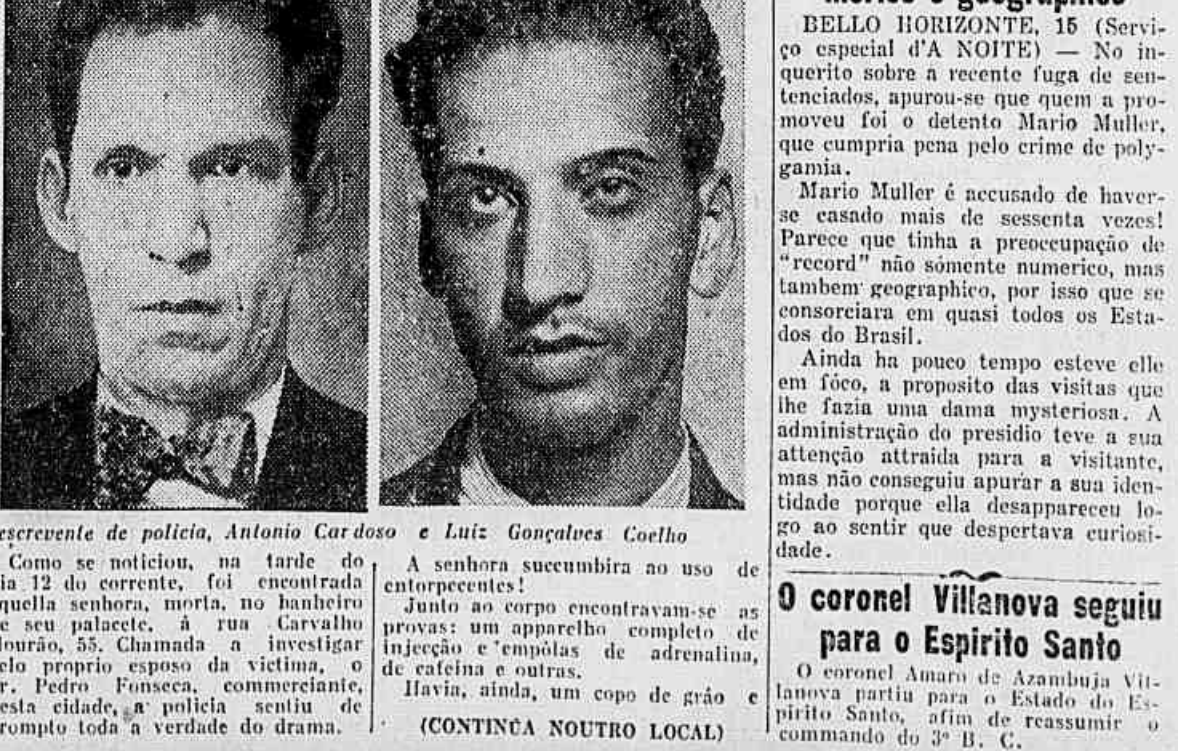 escrevente de policia, Antonio Cardoso e Luiz Gonçalves Coelho
Como se noticiou, na tarde do
ia 12 do corrente, foi encontrada
quella senhora, morta, no banheiro
e seu palacete, á rua Carvalho
ourão, 55. Chamada a investigar
elo proprio esposo da victima, o
r. Pedro Fonseca, commerciante,
esta cidade, a policia sentiu de
rompto toda a verdade do drama.
A senhora succumbira ao uso de
entorpecentes!
Junto ao corpo encontravam-se as
provas: um apparelho completo de
injecção e empôlas de adrenalina,
de cafeina e outras.
Havia, ainda, um copo de grão e
(CONTINÚA NOUTRO LOCAL)
merico e geographico
BELLO HORIZONTE, 15 (Servi-
ço especial d'A NOITE) — No in-
querito sobre a recente fuga de sen-
tenciados, apurou-se que quem a pro-
moveu foi o detento Mario Muller,
que cumpria pena pelo crime de poly-
gamia.
Mario Muller é accusado de haver-
se casado mais de sessenta vezes!
Parece que tinha a preoccupação de
"record" não sómente numerico, mas
tambem geographico, por isso que se
consorciara em quasi todos os Esta-
dos do Brasil.
Ainda ha pouco tempo esteve elle
em fóco, a proposito das visitas que
lhe fazia uma dama mysteriosa. A
administração do presidio teve a sua
attenção attraida para a visitante,
mas não conseguiu apurar a sua iden-
tidade porque ella desappareceu lo-
go ao sentir que despertava curiosi-
dade.
O coronel Villanova seguiu
para o Espirito Santo
O coronel Amaro de Azambuja Vil-
lanova partiu para o Estado do Es-
pirito Santo, afim de reassumir o
commando do 3º B. C.